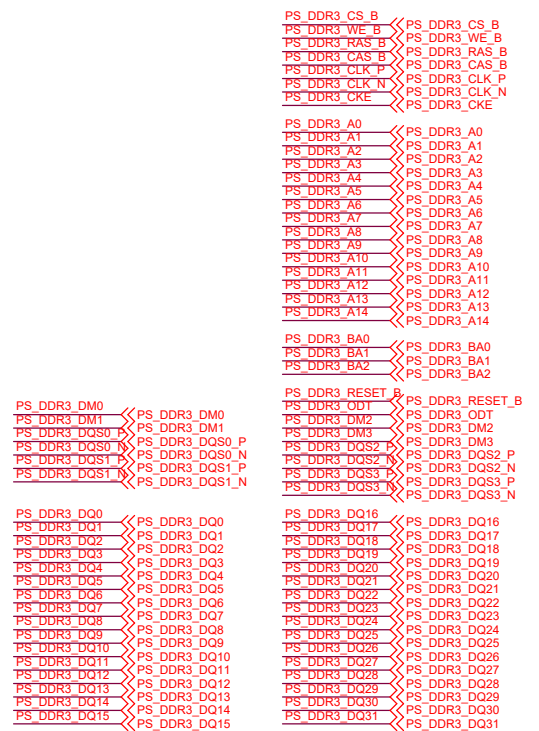 PS_DDR3_CS_B PS_DDR3_CS_B
PS_DDR3_WE_B PS_DDR3_WE_B
PS_DDR3_RAS_B PS_DDR3_RAS_B
PS_DDR3_CAS_B PS_DDR3_CAS_B
PS_DDR3_CLK_P PS_DDR3_CLK_P
PS_DDR3_CLK_N PS_DDR3_CLK_N
PS_DDR3_CKE PS_DDR3_CKE
PS_DDR3_A0 PS_DDR3_A0
PS_DDR3_A1 PS_DDR3_A1
PS_DDR3_A2 PS_DDR3_A2
PS_DDR3_A3 PS_DDR3_A3
PS_DDR3_A4 PS_DDR3_A4
PS_DDR3_A5 PS_DDR3_A5
PS_DDR3_A6 PS_DDR3_A6
PS_DDR3_A7 PS_DDR3_A7
PS_DDR3_A8 PS_DDR3_A8
PS_DDR3_A9 PS_DDR3_A9
PS_DDR3_A10 PS_DDR3_A10
PS_DDR3_A11 PS_DDR3_A11
PS_DDR3_A12 PS_DDR3_A12
PS_DDR3_A13 PS_DDR3_A13
PS_DDR3_A14 PS_DDR3_A14
PS_DDR3_BA0 PS_DDR3_BA0
PS_DDR3_BA1 PS_DDR3_BA1
PS_DDR3_BA2 PS_DDR3_BA2
PS_DDR3_DM0 PS_DDR3_DM0
PS_DDR3_DM1 PS_DDR3_DM1
PS_DDR3_DQS0_P PS_DDR3_DQS0_P
PS_DDR3_DQS0_N PS_DDR3_DQS0_N
PS_DDR3_DQS1_P PS_DDR3_DQS1_P
PS_DDR3_DQS1_N PS_DDR3_DQS1_N
PS_DDR3_RESET_B PS_DDR3_RESET_B
PS_DDR3_ODT PS_DDR3_ODT
PS_DDR3_DM2 PS_DDR3_DM2
PS_DDR3_DM3 PS_DDR3_DM3
PS_DDR3_DQS2_P PS_DDR3_DQS2_P
PS_DDR3_DQS2_N PS_DDR3_DQS2_N
PS_DDR3_DQS3_P PS_DDR3_DQS3_P
PS_DDR3_DQS3_N PS_DDR3_DQS3_N
PS_DDR3_DQ0 PS_DDR3_DQ0
PS_DDR3_DQ1 PS_DDR3_DQ1
PS_DDR3_DQ2 PS_DDR3_DQ2
PS_DDR3_DQ3 PS_DDR3_DQ3
PS_DDR3_DQ4 PS_DDR3_DQ4
PS_DDR3_DQ5 PS_DDR3_DQ5
PS_DDR3_DQ6 PS_DDR3_DQ6
PS_DDR3_DQ7 PS_DDR3_DQ7
PS_DDR3_DQ8 PS_DDR3_DQ8
PS_DDR3_DQ9 PS_DDR3_DQ9
PS_DDR3_DQ10 PS_DDR3_DQ10
PS_DDR3_DQ11 PS_DDR3_DQ11
PS_DDR3_DQ12 PS_DDR3_DQ12
PS_DDR3_DQ13 PS_DDR3_DQ13
PS_DDR3_DQ14 PS_DDR3_DQ14
PS_DDR3_DQ15 PS_DDR3_DQ15
PS_DDR3_DQ16 PS_DDR3_DQ16
PS_DDR3_DQ17 PS_DDR3_DQ17
PS_DDR3_DQ18 PS_DDR3_DQ18
PS_DDR3_DQ19 PS_DDR3_DQ19
PS_DDR3_DQ20 PS_DDR3_DQ20
PS_DDR3_DQ21 PS_DDR3_DQ21
PS_DDR3_DQ22 PS_DDR3_DQ22
PS_DDR3_DQ23 PS_DDR3_DQ23
PS_DDR3_DQ24 PS_DDR3_DQ24
PS_DDR3_DQ25 PS_DDR3_DQ25
PS_DDR3_DQ26 PS_DDR3_DQ26
PS_DDR3_DQ27 PS_DDR3_DQ27
PS_DDR3_DQ28 PS_DDR3_DQ28
PS_DDR3_DQ29 PS_DDR3_DQ29
PS_DDR3_DQ30 PS_DDR3_DQ30
PS_DDR3_DQ31 PS_DDR3_DQ31